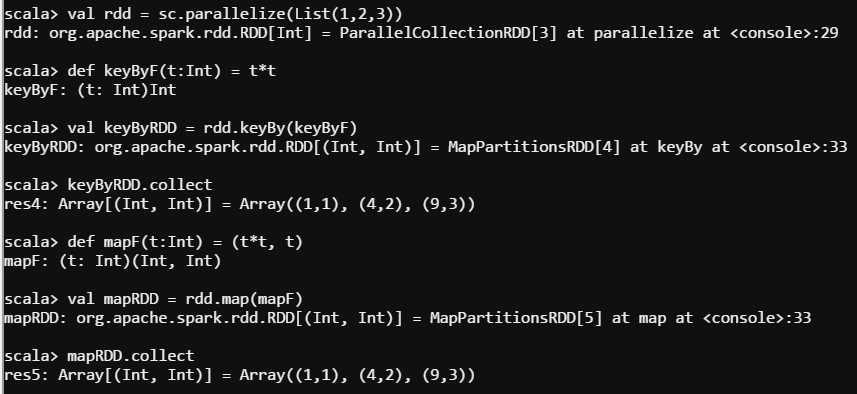 scala> val rdd = sc.parallelize(List(1,2,3))
rdd: org.apache.spark.rdd.RDD[Int] = ParallelCollectionRDD[3] at parallelize at <console>:29
scala> def keyByF(t:Int) = t*t
keyByF: (t: Int)Int
scala> val keyByRDD = rdd.keyBy(keyByF)
keyByRDD: org.apache.spark.rdd.RDD[(Int, Int)] = MapPartitionsRDD[4] at keyBy at <console>:33
scala> keyByRDD.collect
res4: Array[(Int, Int)] = Array((1,1), (4,2), (9,3))
scala> def mapF(t:Int) = (t*t, t)
mapF: (t: Int)(Int, Int)
scala> val mapRDD = rdd.map(mapF)
mapRDD: org.apache.spark.rdd.RDD[(Int, Int)] = MapPartitionsRDD[5] at map at <console>:33
scala> mapRDD.collect
res5: Array[(Int, Int)] = Array((1,1), (4,2), (9,3))